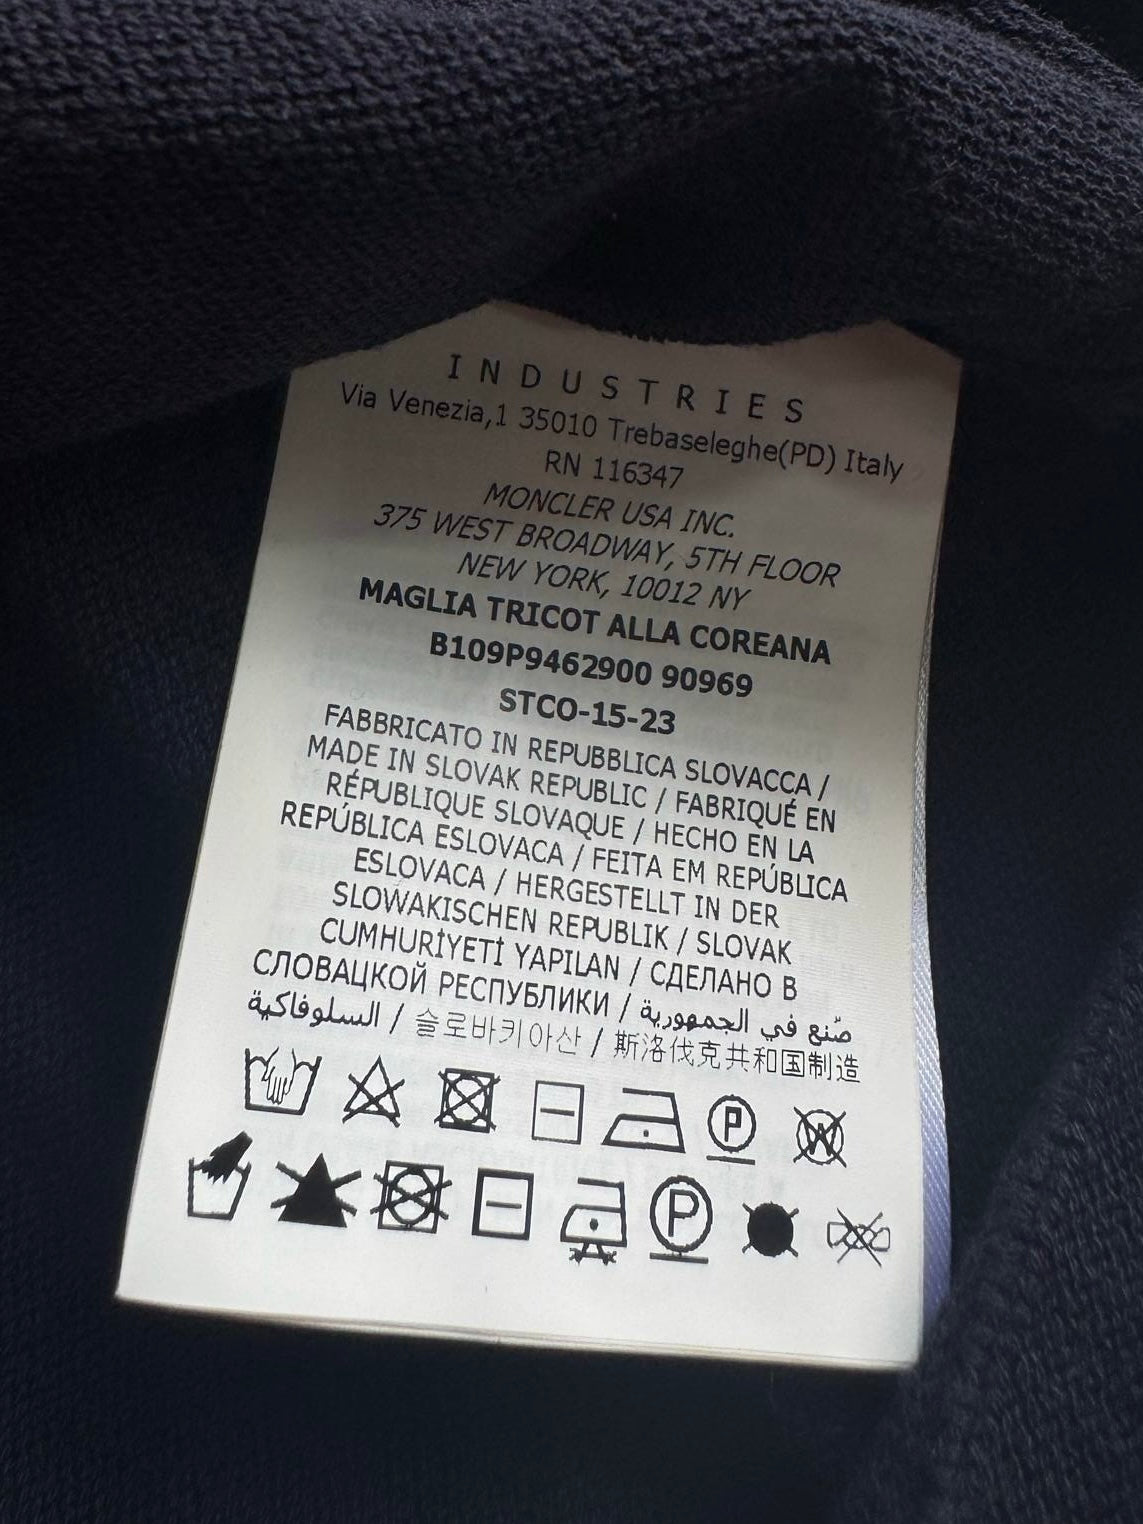 INDUSTRIES
Via Venezia,1 35010 Trebaseleghe(PD) Italy
RN 116347
MONCLER USA INC.
375 WEST BROADWAY, 5TH FLOOR
NEW YORK, 10012 NY
MAGLIA TRICOT ALLA COREANA
B109P9462900 90969
STCO-15-23
FABBRICATO IN REPUBBLICA SLOVACCA /
MADE IN SLOVAK REPUBLIC / FABRIQUÉ EN
RÉPUBLIQUE SLOVAQUE / HECHO EN LA
REPÚBLICA ESLOVACA / FEITA EM REPÚBLICA
ESLOVACA / HERGESTELLT IN DER
SLOWAKISCHEN REPUBLIK / SLOVAK
CUMHURİYETİ YAPILAN / СДЕЛАНО В
СЛОВАЦКОЙ РЕСПУБЛИКИ / صُنع في الجمهورية
السلوفاكية / 슬로바키아산 / 斯洛伐克共和国制造
P W
P